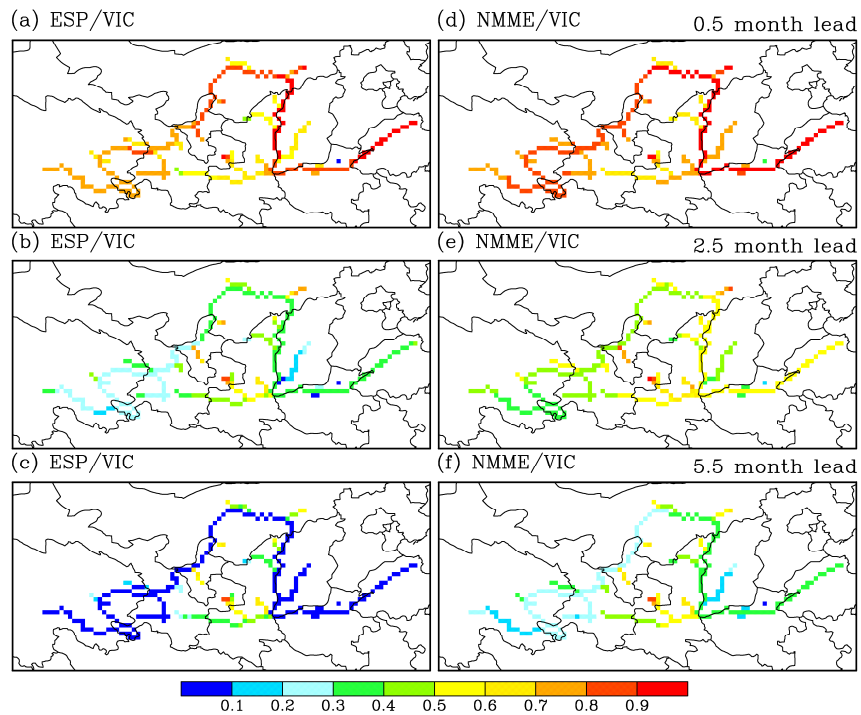 (a) ESP/VIC
(d) NMME/VIC
0.5 month lead
(b) ESP/VIC
(e) NMME/VIC
2.5 month lead
(c) ESP/VIC
(f) NMME/VIC
5.5 month lead
0.1 0.2 0.3 0.4 0.5 0.6 0.7 0.8 0.9